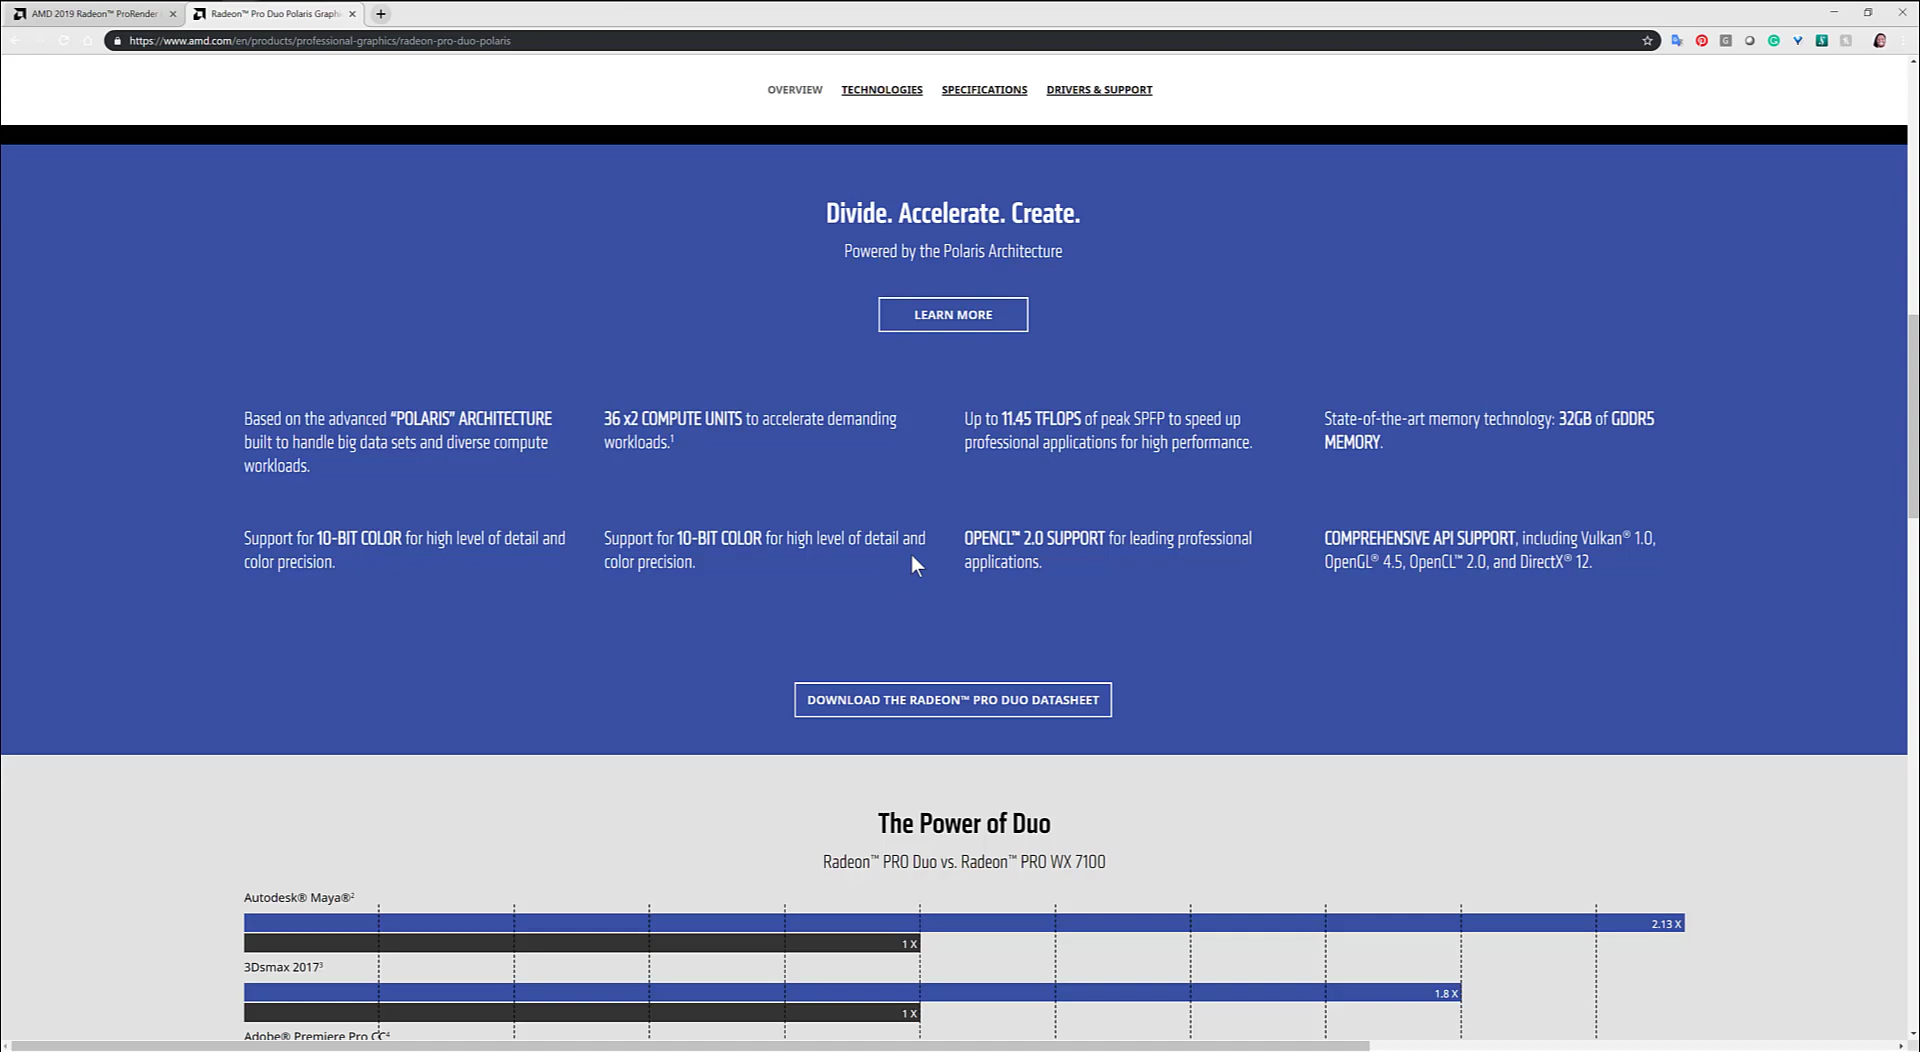 AMD 2019 Radeon™ ProRender
Radeon™ Pro Duo Polaris Graphi
https://www.amd.com/en/products/professional-graphics/radeon-pro-duo-polaris
OVERVIEW TECHNOLOGIES SPECIFICATIONS DRIVERS & SUPPORT
Divide. Accelerate. Create.
Powered by the Polaris Architecture
LEARN MORE
Based on the advanced “POLARIS” ARCHITECTURE
built to handle big data sets and diverse compute
workloads.
36 x2 COMPUTE UNITS to accelerate demanding
workloads.¹
Up to 11.45 TFLOPS of peak SPFP to speed up
professional applications for high performance.
State-of-the-art memory technology: 32GB of GDDR5
MEMORY.
Support for 10-BIT COLOR for high level of detail and
color precision.
Support for 10-BIT COLOR for high level of detail and
color precision.
OPENCL™ 2.0 SUPPORT for leading professional
applications.
COMPREHENSIVE API SUPPORT, including Vulkan® 1.0,
OpenGL® 4.5, OpenCL™ 2.0, and DirectX® 12.
DOWNLOAD THE RADEON™ PRO DUO DATASHEET
The Power of Duo
Radeon™ PRO Duo vs. Radeon™ PRO WX 7100
Autodesk® Maya®²
2.13 X
1 X
3Dsmax 2017³
1.8 X
1 X
Adobe® Premiere Pro CC⁴